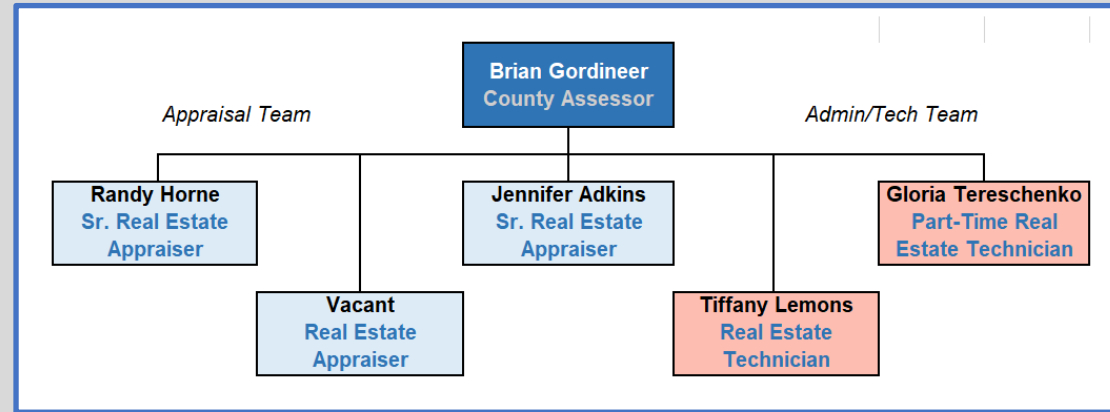 Brian Gordineer
County Assessor
Appraisal Team
Admin/Tech Team
Randy Horne
Sr. Real Estate
Appraiser
Jennifer Adkins
Sr. Real Estate
Appraiser
Gloria Tereschenko
Part-Time Real
Estate Technician
Vacant
Real Estate
Appraiser
Tiffany Lemons
Real Estate
Technician